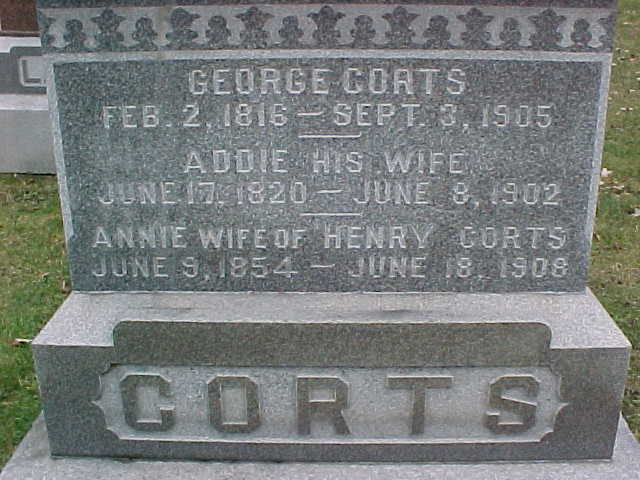 GEORGE CORTS
FEB. 2, 1816 – SEPT. 3, 1905
ADDIE HIS WIFE
JUNE 17, 1820 – JUNE 8, 1902
ANNIE WIFE OF HENRY CORTS
JUNE 9, 1854 – JUNE 18, 1908
CORTS